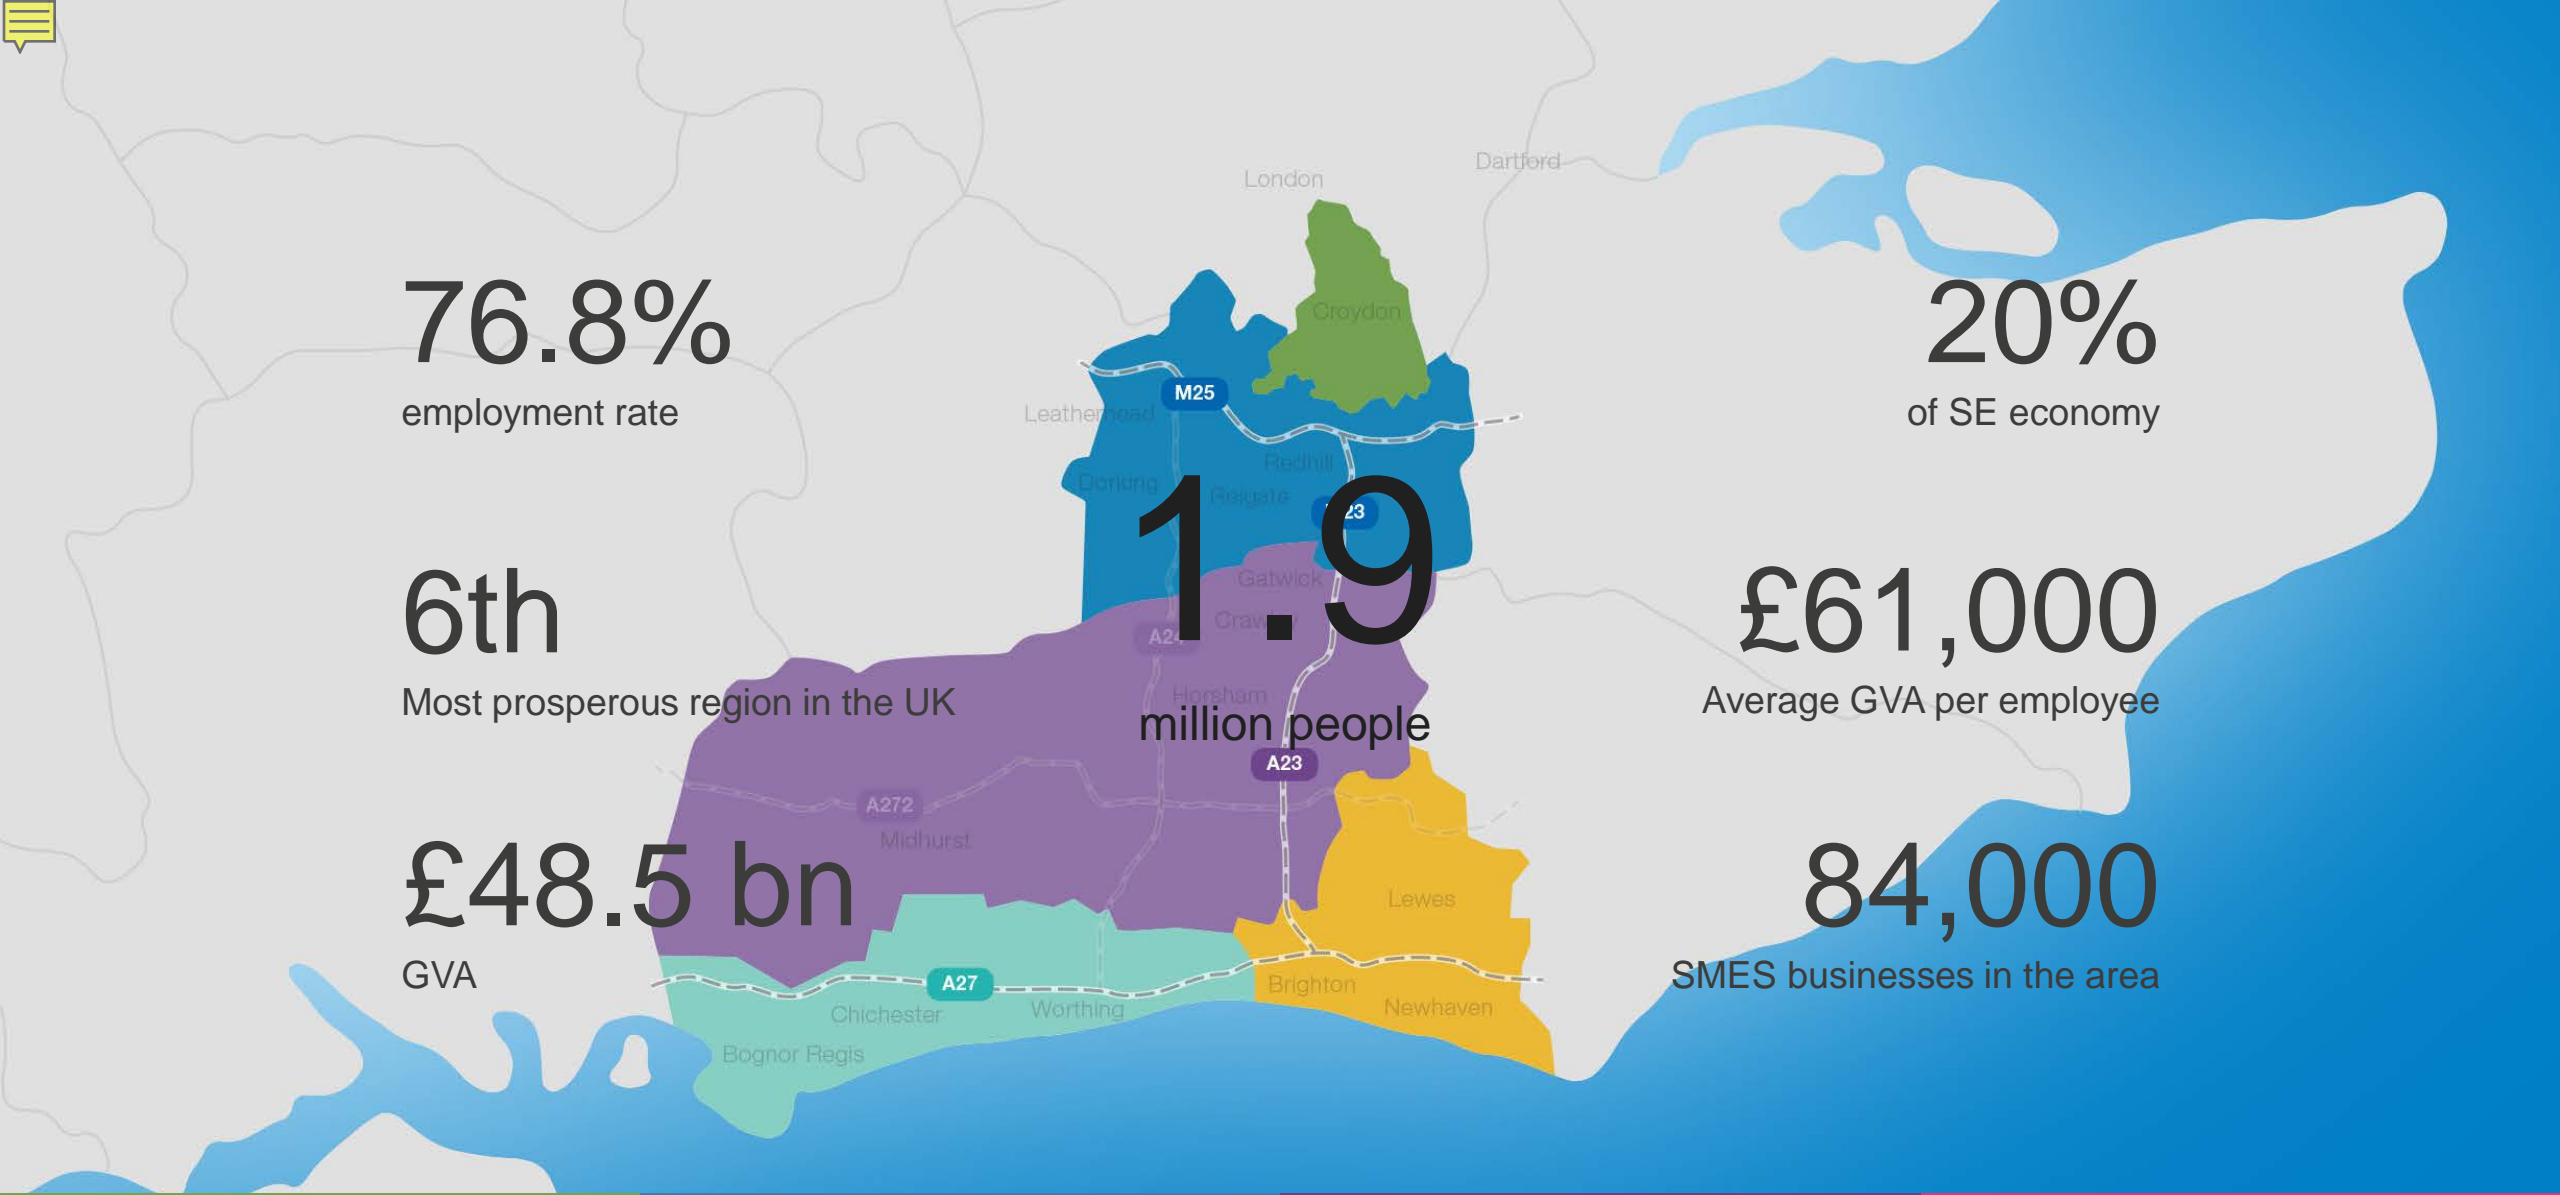 London
Dartford
Croydon
76.8%
employment rate
20%
of SE economy
M25
Leatherhead
Redhill
Dorking
Reigate
23
1.9
million people
Gatwick
Crawley
A24
Horsham
6th
Most prosperous region in the UK
£61,000
Average GVA per employee
A23
A272
Midhurst
£48.5 bn
GVA
84,000
SMES businesses in the area
Lewes
A27
Brighton
Chichester
Worthing
Newhaven
Bognor Regis